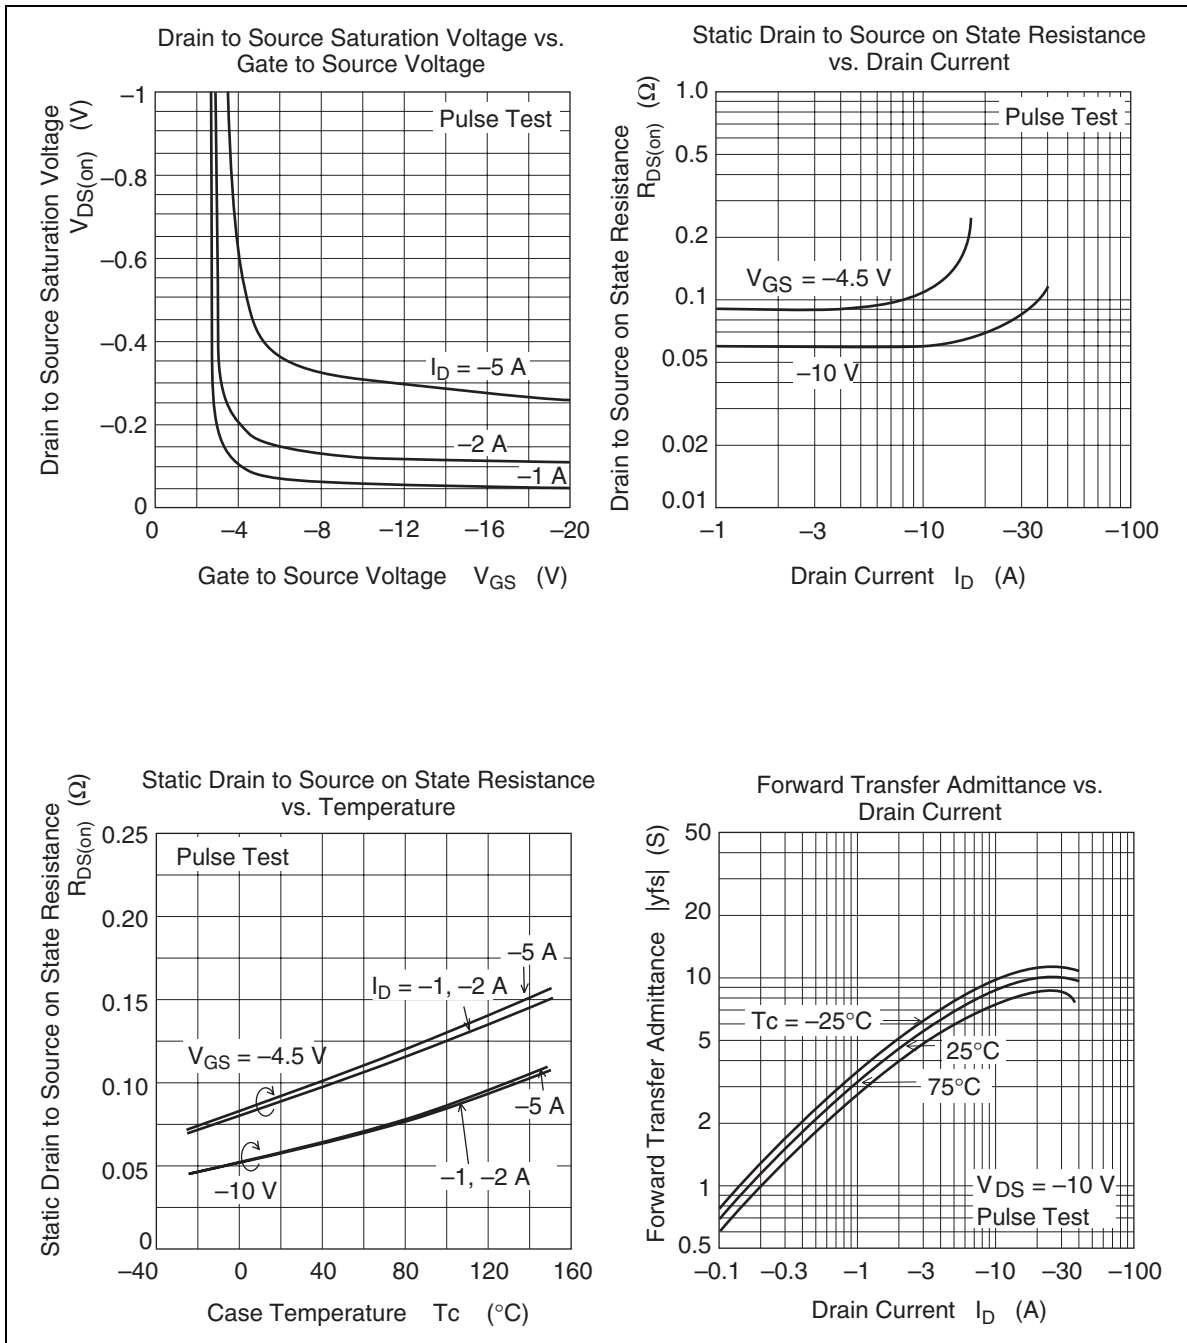 Drain to Source Saturation Voltage vs.
Gate to Source Voltage
Drain to Source Saturation Voltage
VDS(on) (V)
–1
–0.8
–0.6
–0.4
–0.2
0
Pulse Test
ID = –5 A
–2 A
–1 A
0 –4 –8 –12 –16 –20
Gate to Source Voltage VGS (V)
Static Drain to Source on State Resistance
vs. Drain Current
Drain to Source on State Resistance
RDS(on) (Ω)
1.0
0.5
0.2
0.1
0.05
0.02
0.01
Pulse Test
VGS = –4.5 V
–10 V
–1 –3 –10 –30 –100
Drain Current ID (A)
Static Drain to Source on State Resistance
vs. Temperature
Static Drain to Source on State Resistance
RDS(on) (Ω)
0.25
0.20
0.15
0.10
0.05
0
Pulse Test
–5 A
ID = –1, –2 A
VGS = –4.5 V
–5 A
–1, –2 A
–10 V
–40 0 40 80 120 160
Case Temperature Tc (°C)
Forward Transfer Admittance vs.
Drain Current
Forward Transfer Admittance |yfs| (S)
50
20
10
5
2
1
0.5
Tc = –25°C
25°C
75°C
VDS = –10 V
Pulse Test
–0.1 –0.3 –1 –3 –10 –30 –100
Drain Current ID (A)